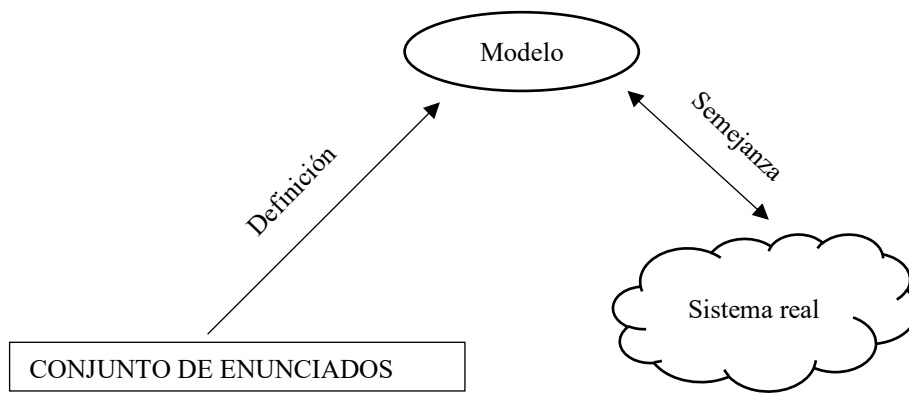 Modelo
Definición
Semejanza
Sistema real
CONJUNTO DE ENUNCIADOS